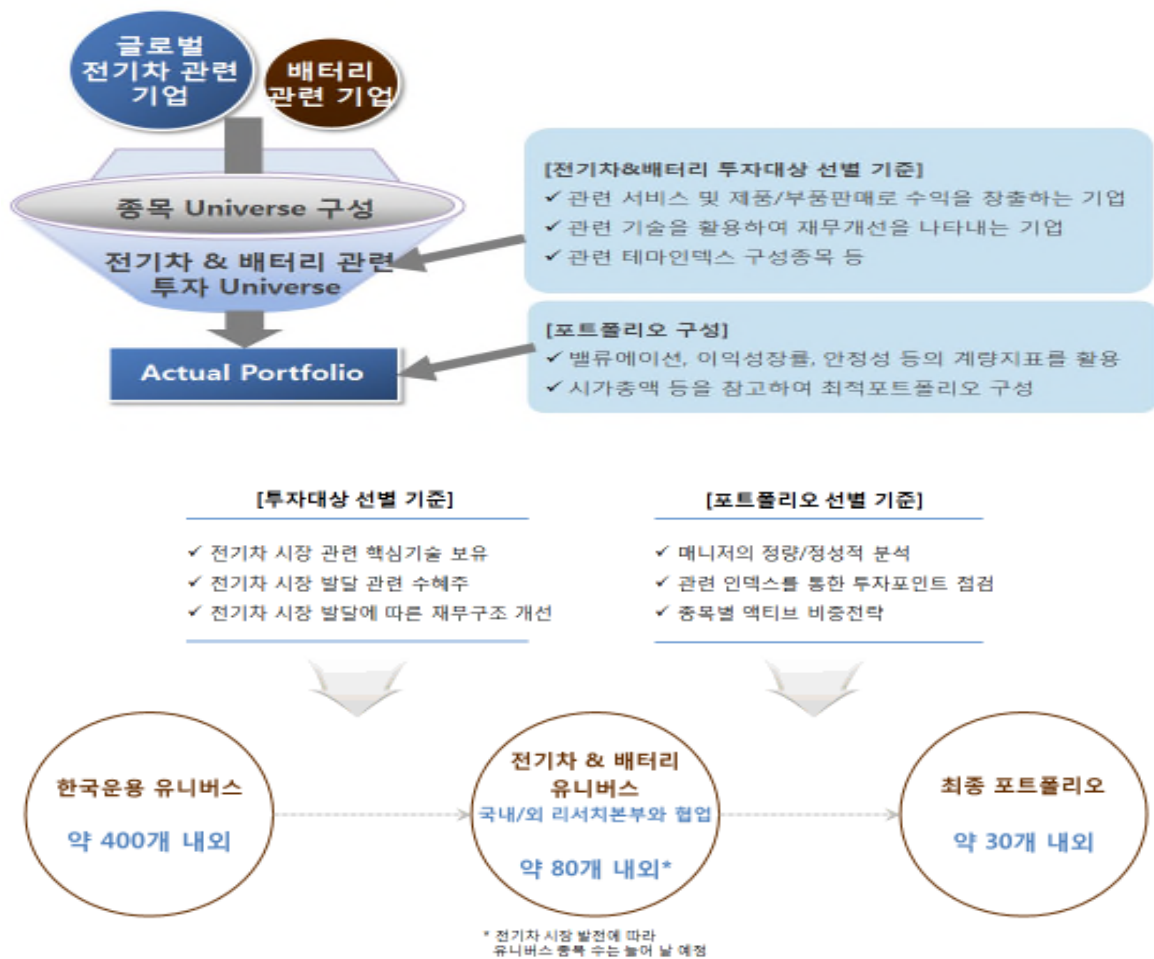 글로벌
전기차 관련
기업
배터리
관련 기업
종목 Universe 구성
전기차 & 배터리 관련
투자 Universe
Actual Portfolio
[전기차&배터리 투자대상 선별 기준]
✓ 관련 서비스 및 제품/부품판매로 수익을 창출하는 기업
✓ 관련 기술을 활용하여 재무개선을 나타내는 기업
✓ 관련 테마인덱스 구성종목 등
[포트폴리오 구성]
✓ 밸류에이션, 이익성장률, 안정성 등의 계량지표를 활용
✓ 시가총액 등을 참고하여 최적포트폴리오 구성
[투자대상 선별 기준]
✓ 전기차 시장 관련 핵심기술 보유
✓ 전기차 시장 발달 관련 수혜주
✓ 전기차 시장 발달에 따른 재무구조 개선
[포트폴리오 선별 기준]
✓ 매니저의 정량/정성적 분석
✓ 관련 인덱스를 통한 투자포인트 점검
✓ 종목별 액티브 비중전략
한국운용 유니버스
약 400개 내외
전기차 & 배터리
유니버스
국내/외 리서치본부와 협업
약 80개 내외*
최종 포트폴리오
약 30개 내외
* 전기차 시장 발전에 따라
유니버스 종목 수는 늘어 날 예정